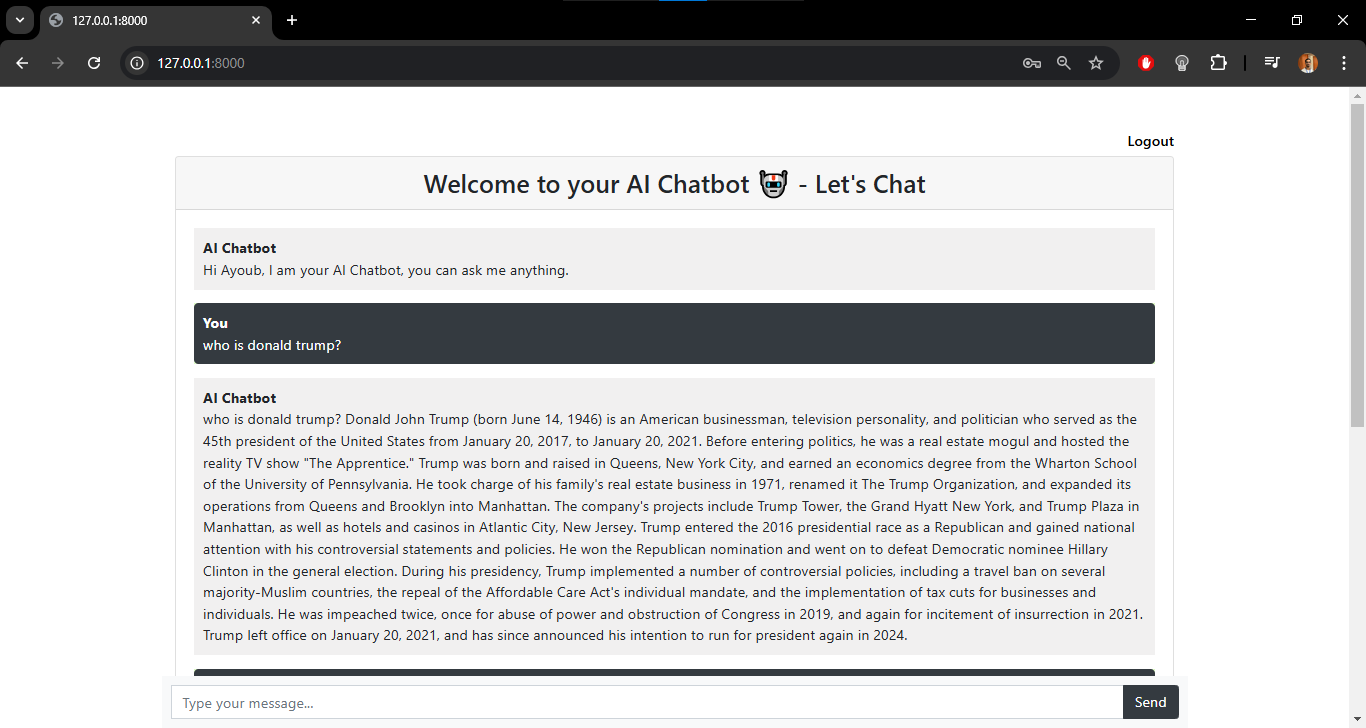 127.0.0.1:8000
127.0.0.1:8000
Logout
Welcome to your AI Chatbot 🤖 - Let's Chat
AI Chatbot
Hi Ayoub, I am your AI Chatbot, you can ask me anything.
You
who is donald trump?
AI Chatbot
who is donald trump? Donald John Trump (born June 14, 1946) is an American businessman, television personality, and politician who served as the
45th president of the United States from January 20, 2017, to January 20, 2021. Before entering politics, he was a real estate mogul and hosted the
reality TV show "The Apprentice." Trump was born and raised in Queens, New York City, and earned an economics degree from the Wharton School
of the University of Pennsylvania. He took charge of his family's real estate business in 1971, renamed it The Trump Organization, and expanded its
operations from Queens and Brooklyn into Manhattan. The company's projects include Trump Tower, the Grand Hyatt New York, and Trump Plaza in
Manhattan, as well as hotels and casinos in Atlantic City, New Jersey. Trump entered the 2016 presidential race as a Republican and gained national
attention with his controversial statements and policies. He won the Republican nomination and went on to defeat Democratic nominee Hillary
Clinton in the general election. During his presidency, Trump implemented a number of controversial policies, including a travel ban on several
majority-Muslim countries, the repeal of the Affordable Care Act's individual mandate, and the implementation of tax cuts for businesses and
individuals. He was impeached twice, once for abuse of power and obstruction of Congress in 2019, and again for incitement of insurrection in 2021.
Trump left office on January 20, 2021, and has since announced his intention to run for president again in 2024.
Type your message...
Send